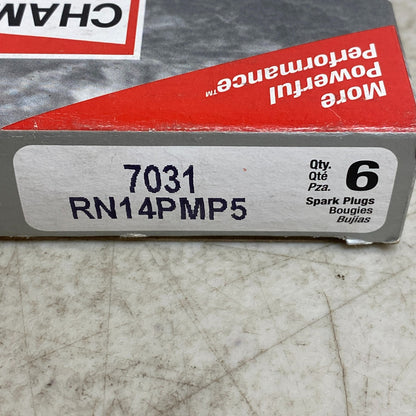 CHAM
More
Powerful
Performance™
7031
RN14PMP5
Qty.
Qté
Pza.
6
Spark Plugs
Bougies
Bujías